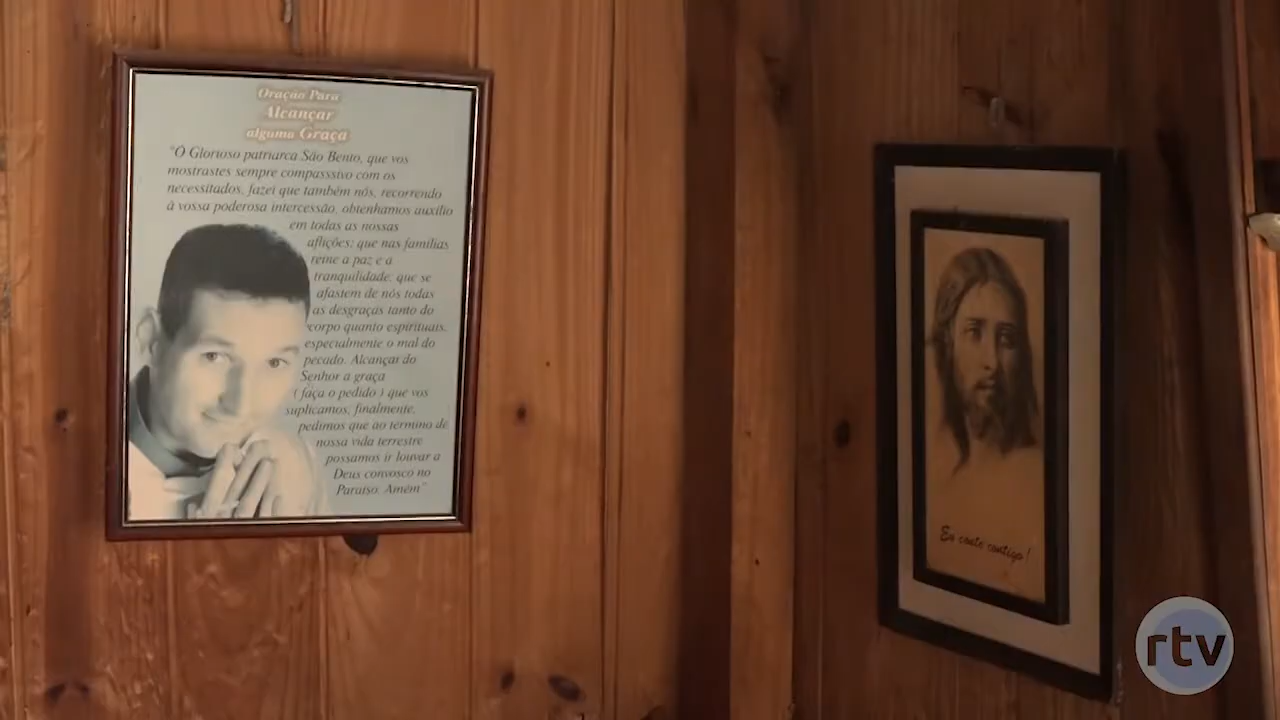 Oração Para
Alcançar
alguma Graça
"Ó Glorioso patriarca São Bento, que vos
mostrastes sempre compasssivo com os
necessitados, fazei que também nós, recorrendo
à vossa poderosa intercessão, obtenhamos auxílio
em todas as nossas
aflições; que nas famílias
reine a paz e a
tranquilidade, que se
afastem de nós todas
as desgraças tanto do
corpo quanto espirituais,
especialmente o mal do
pecado. Alcançar do
Senhor a graça
( faça o pedido ) que vos
suplicamos, finalmente,
pedimos que ao término de
nossa vida terrestre
possamos ir louvar a
Deus convosco no
Paraíso. Amém"
Eu conto contigo!
rtv